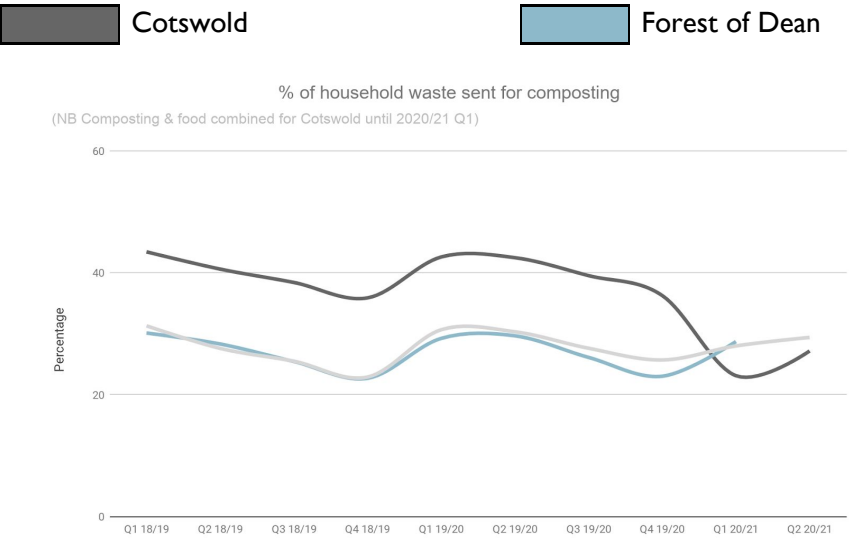 Cotswold
Forest of Dean
% of household waste sent for composting
(NB Composting & food combined for Cotswold until 2020/21 Q1)
60
40
20
0
Percentage
Q1 18/19 Q2 18/19 Q3 18/19 Q4 18/19 Q1 19/20 Q2 19/20 Q3 19/20 Q4 19/20 Q1 20/21 Q2 20/21